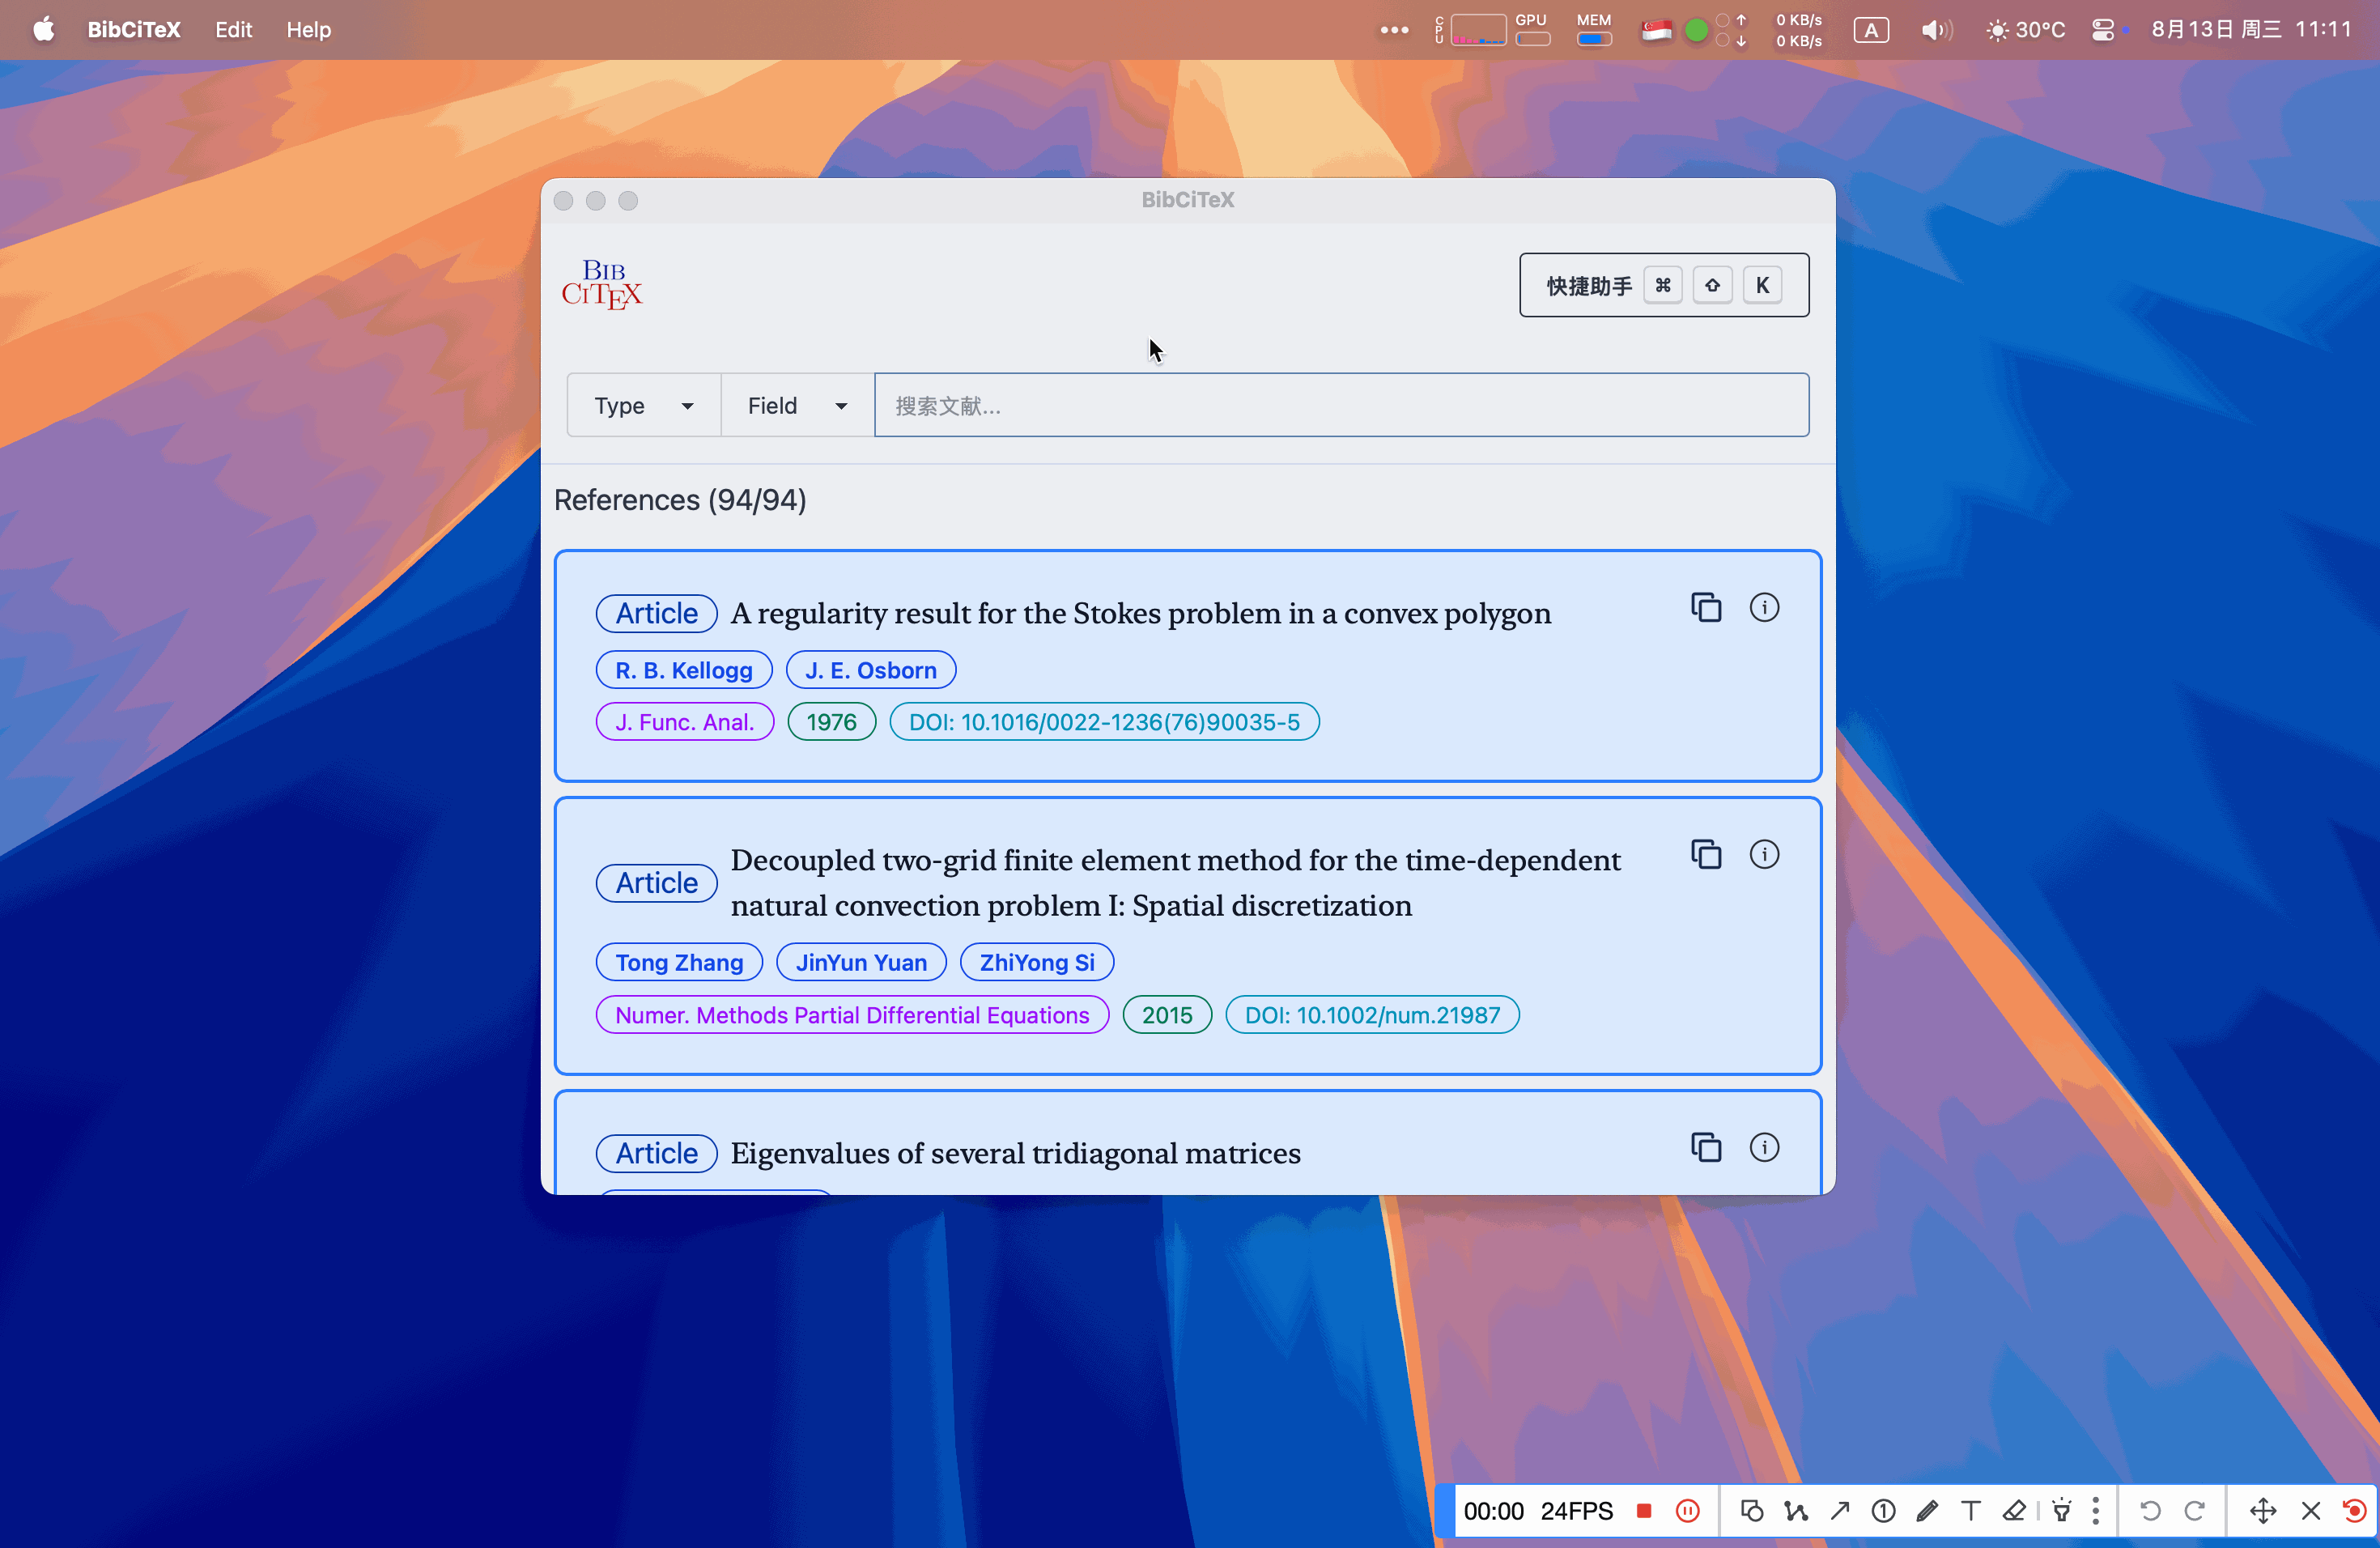 BibCiTeX Edit Help ••• CPU GPU MEM 0 KB/s 0 KB/s A 30°C 8月13日 周三 11:11
BibCiTeX
BIB
CITEX
快捷助手 ⌘ ⇧ K
Type Field 搜索文献...
References (94/94)
Article A regularity result for the Stokes problem in a convex polygon
R. B. Kellogg J. E. Osborn
J. Func. Anal. 1976 DOI: 10.1016/0022-1236(76)90035-5
Article Decoupled two-grid finite element method for the time-dependent
natural convection problem I: Spatial discretization
Tong Zhang JinYun Yuan ZhiYong Si
Numer. Methods Partial Differential Equations 2015 DOI: 10.1002/num.21987
Article Eigenvalues of several tridiagonal matrices
00:00 24FPS 1 T